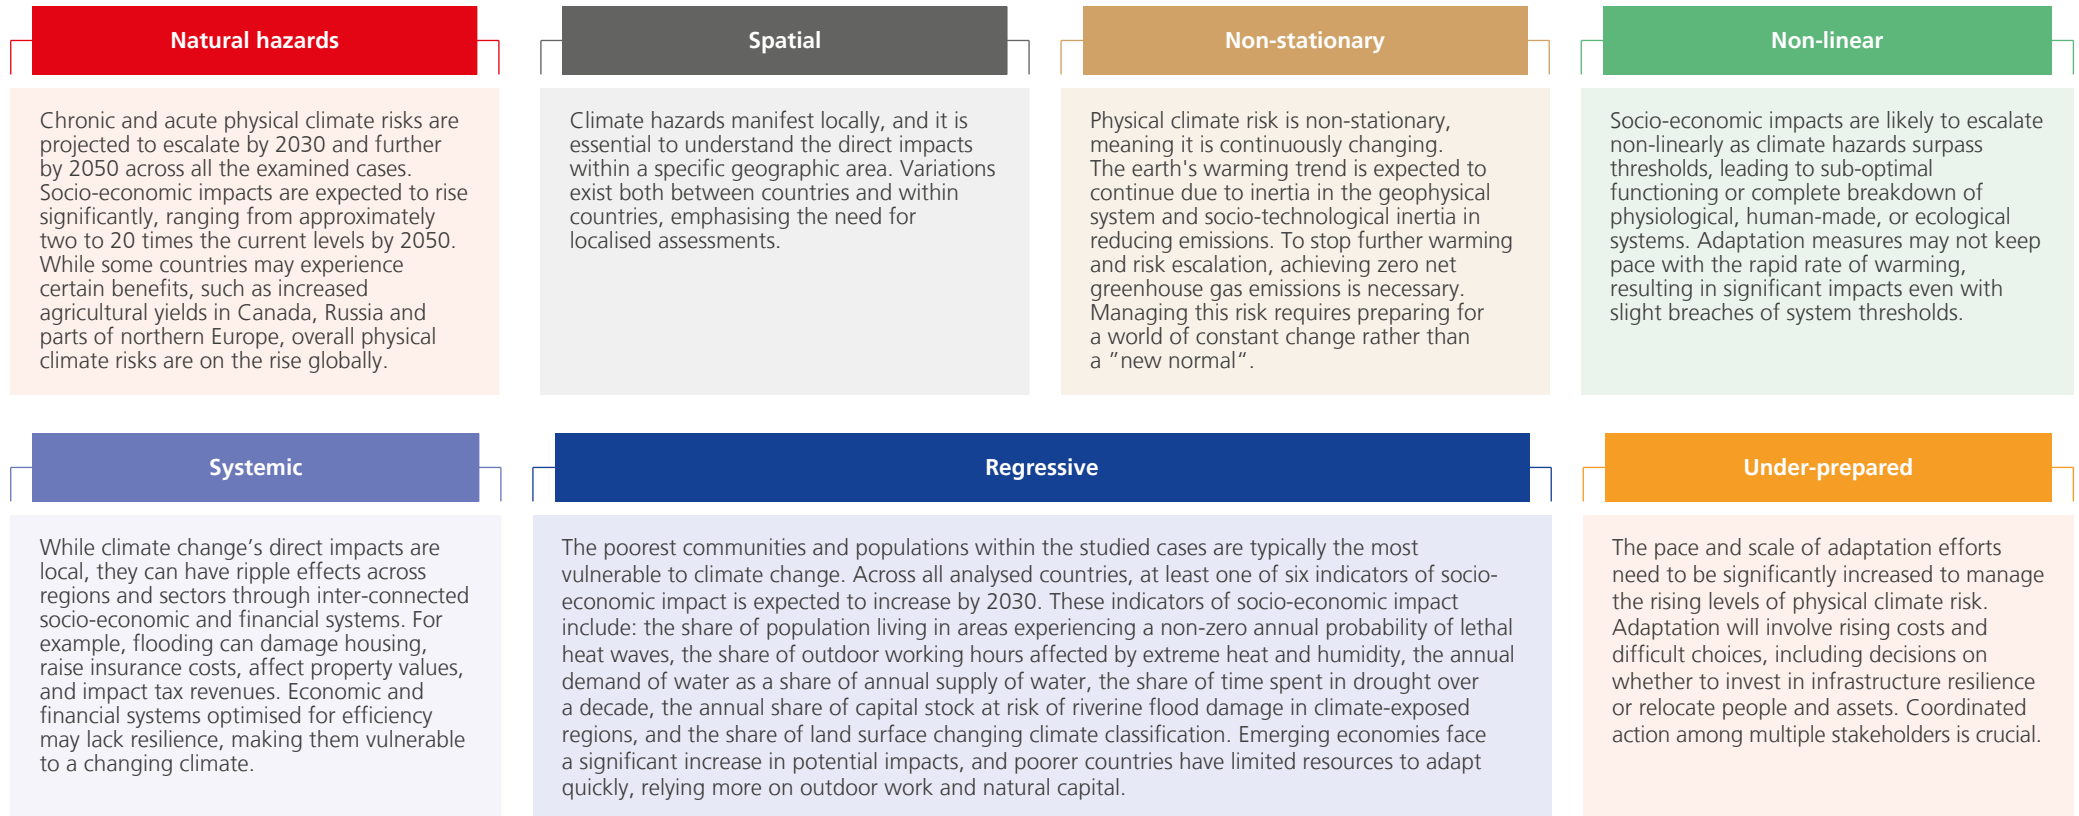 Natural hazards
Chronic and acute physical climate risks are
projected to escalate by 2030 and further
by 2050 across all the examined cases.
Socio-economic impacts are expected to rise
significantly, ranging from approximately
two to 20 times the current levels by 2050.
While some countries may experience
certain benefits, such as increased
agricultural yields in Canada, Russia and
parts of northern Europe, overall physical
climate risks are on the rise globally.
Spatial
Climate hazards manifest locally, and it is
essential to understand the direct impacts
within a specific geographic area. Variations
exist both between countries and within
countries, emphasising the need for
localised assessments.
Non-stationary
Physical climate risk is non-stationary,
meaning it is continuously changing.
The earth's warming trend is expected to
continue due to inertia in the geophysical
system and socio-technological inertia in
reducing emissions. To stop further warming
and risk escalation, achieving zero net
greenhouse gas emissions is necessary.
Managing this risk requires preparing for
a world of constant change rather than
a ”new normal“.
Non-linear
Socio-economic impacts are likely to escalate
non-linearly as climate hazards surpass
thresholds, leading to sub-optimal
functioning or complete breakdown of
physiological, human-made, or ecological
systems. Adaptation measures may not keep
pace with the rapid rate of warming,
resulting in significant impacts even with
slight breaches of system thresholds.
Systemic
While climate change’s direct impacts are
local, they can have ripple effects across
regions and sectors through inter-connected
socio-economic and financial systems. For
example, flooding can damage housing,
raise insurance costs, affect property values,
and impact tax revenues. Economic and
financial systems optimised for efficiency
may lack resilience, making them vulnerable
to a changing climate.
Regressive
The poorest communities and populations within the studied cases are typically the most
vulnerable to climate change. Across all analysed countries, at least one of six indicators of socio-
economic impact is expected to increase by 2030. These indicators of socio-economic impact
include: the share of population living in areas experiencing a non-zero annual probability of lethal
heat waves, the share of outdoor working hours affected by extreme heat and humidity, the annual
demand of water as a share of annual supply of water, the share of time spent in drought over
a decade, the annual share of capital stock at risk of riverine flood damage in climate-exposed
regions, and the share of land surface changing climate classification. Emerging economies face
a significant increase in potential impacts, and poorer countries have limited resources to adapt
quickly, relying more on outdoor work and natural capital.
Under-prepared
The pace and scale of adaptation efforts
need to be significantly increased to manage
the rising levels of physical climate risk.
Adaptation will involve rising costs and
difficult choices, including decisions on
whether to invest in infrastructure resilience
or relocate people and assets. Coordinated
action among multiple stakeholders is crucial.